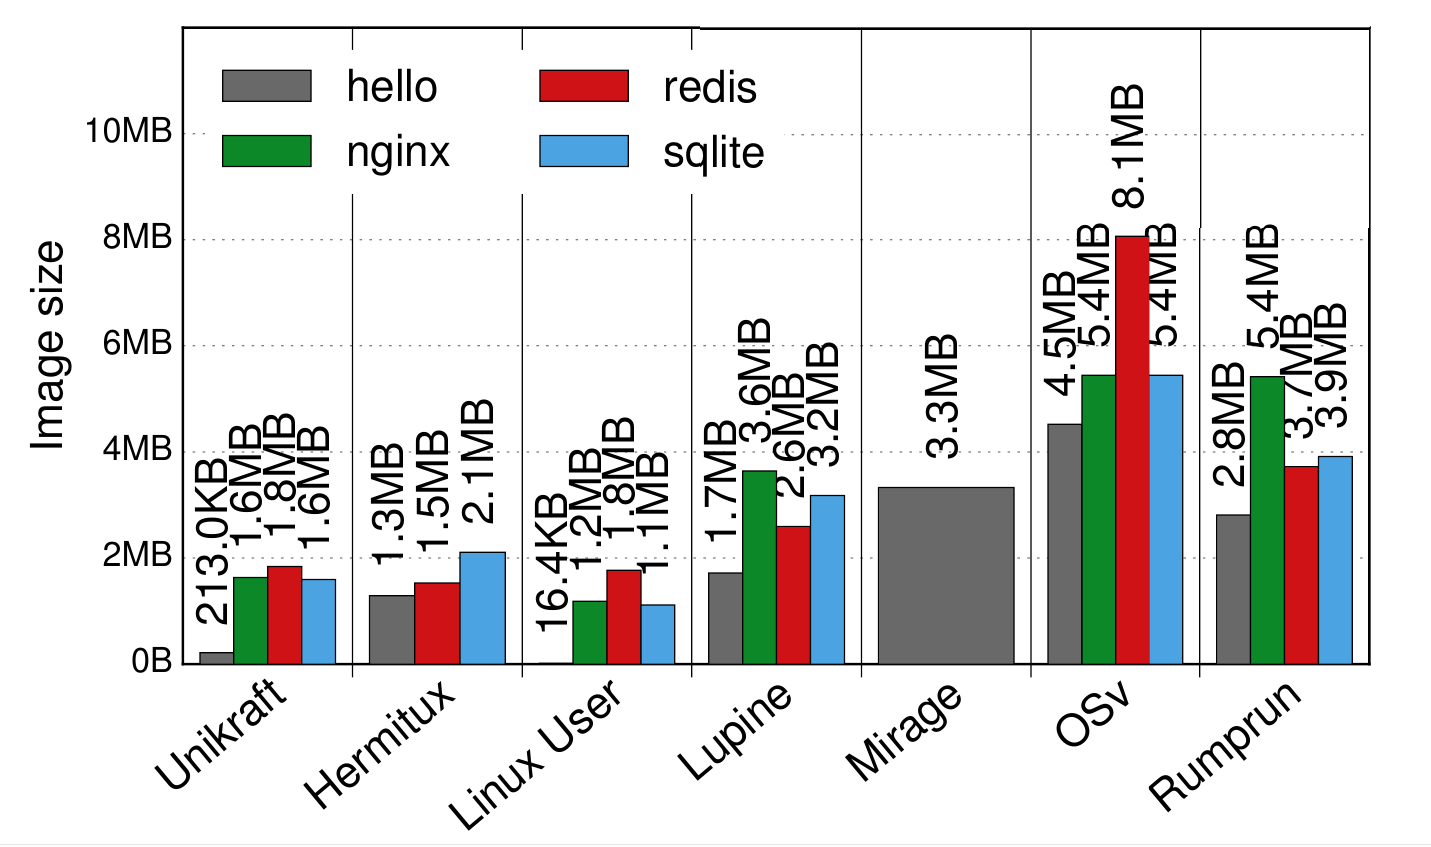 hello
redis
nginx
sqlite
Image size
10MB
8MB
6MB
4MB
2MB
0B
213.0KB
1.6MB
1.8MB
1.6MB
1.3MB
1.5MB
2.1MB
16.4KB
1.2MB
1.8MB
1.1MB
1.7MB
3.6MB
2.6MB
3.2MB
3.3MB
4.5MB
5.4MB
8.1MB
5.4MB
2.8MB
5.4MB
3.7MB
3.9MB
Unikraft
Hermitux
Linux User
Lupine
Mirage
OSv
Rumprun